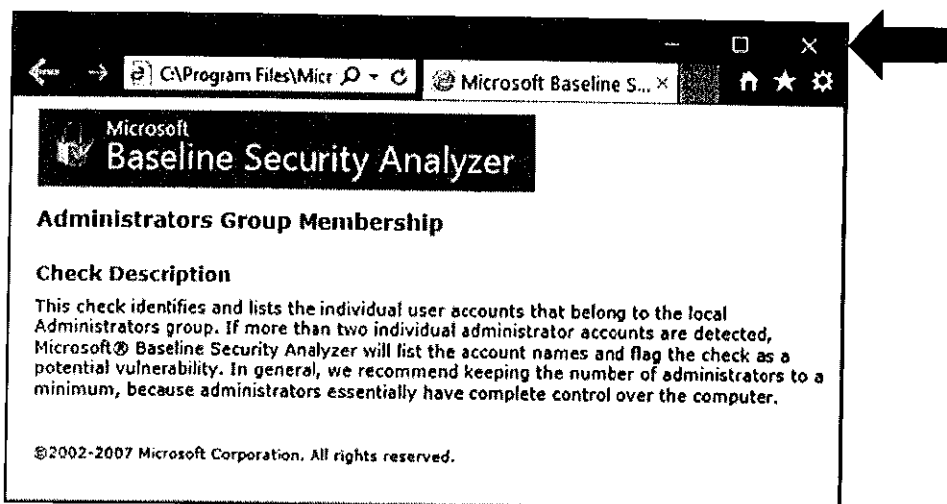 C:\Program Files\Micr
Microsoft Baseline S...
Microsoft
Baseline Security Analyzer
Administrators Group Membership
Check Description
This check identifies and lists the individual user accounts that belong to the local
Administrators group. If more than two individual administrator accounts are detected,
Microsoft® Baseline Security Analyzer will list the account names and flag the check as a
potential vulnerability. In general, we recommend keeping the number of administrators to a
minimum, because administrators essentially have complete control over the computer.
©2002-2007 Microsoft Corporation. All rights reserved.